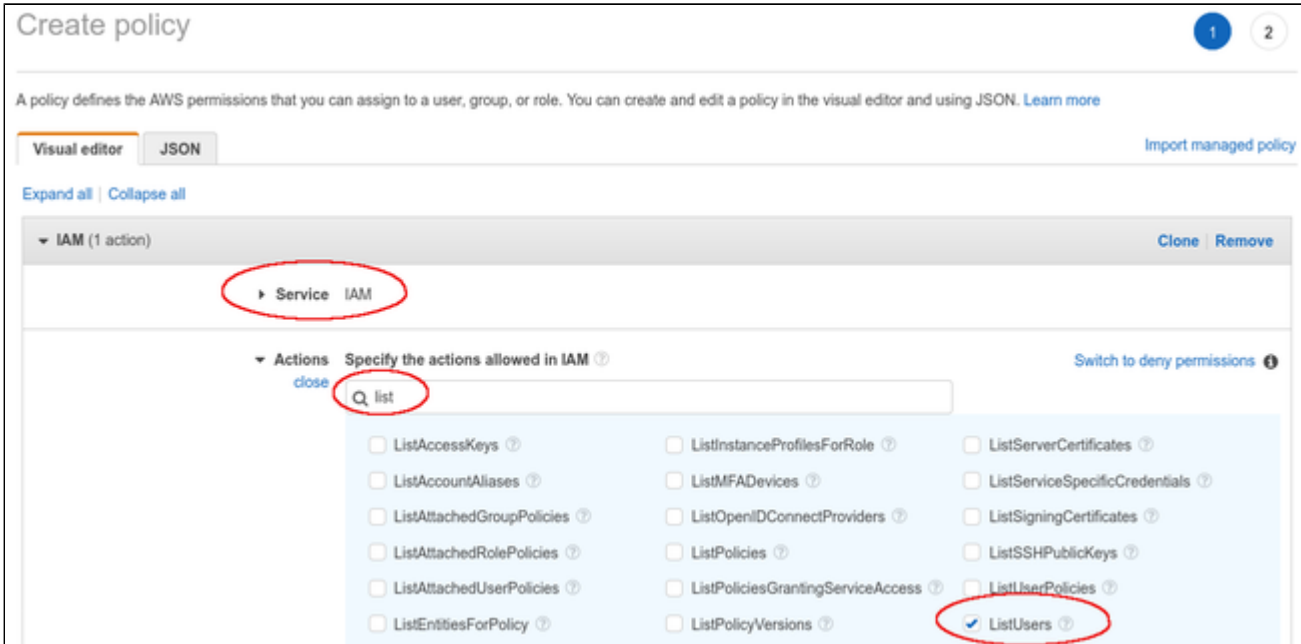 Create policy
1 2
A policy defines the AWS permissions that you can assign to a user, group, or role. You can create and edit a policy in the visual editor and using JSON. Learn more
Visual editor JSON Import managed policy
Expand all | Collapse all
IAM (1 action) Clone | Remove
Service IAM
Actions Specify the actions allowed in IAM ? Switch to deny permissions i
close
list
ListAccessKeys ? ListInstanceProfilesForRole ? ListServerCertificates ?
ListAccountAliases ? ListMFADevices ? ListServiceSpecificCredentials ?
ListAttachedGroupPolicies ? ListOpenIDConnectProviders ? ListSigningCertificates ?
ListAttachedRolePolicies ? ListPolicies ? ListSSHPublicKeys ?
ListAttachedUserPolicies ? ListPoliciesGrantingServiceAccess ? ListUserPolicies ?
ListEntitiesForPolicy ? ListPolicyVersions ? ListUsers ?